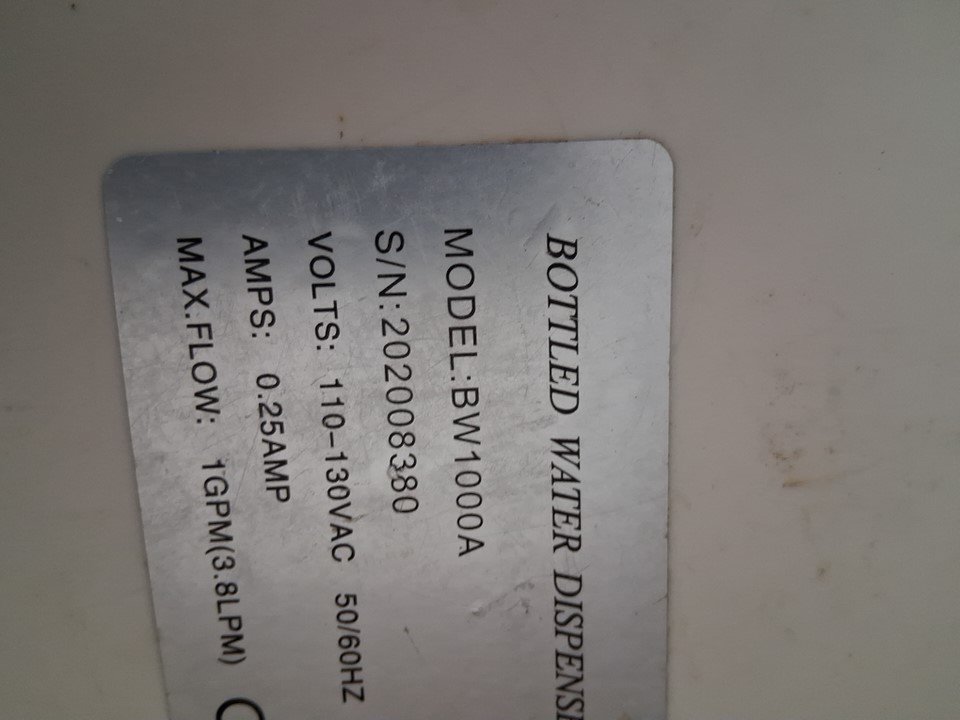 BOTTLED WATER DISPENS
MODEL:BW1000A
S/N:202008380
VOLTS: 110-130VAC 50/60HZ
AMPS: 0.25AMP
MAX.FLOW: 1GPM(3.8LPM)